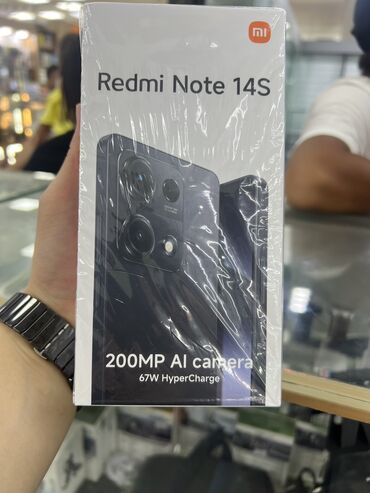 mi
Redmi Note 14S
200MP AI camera
67W HyperCharge